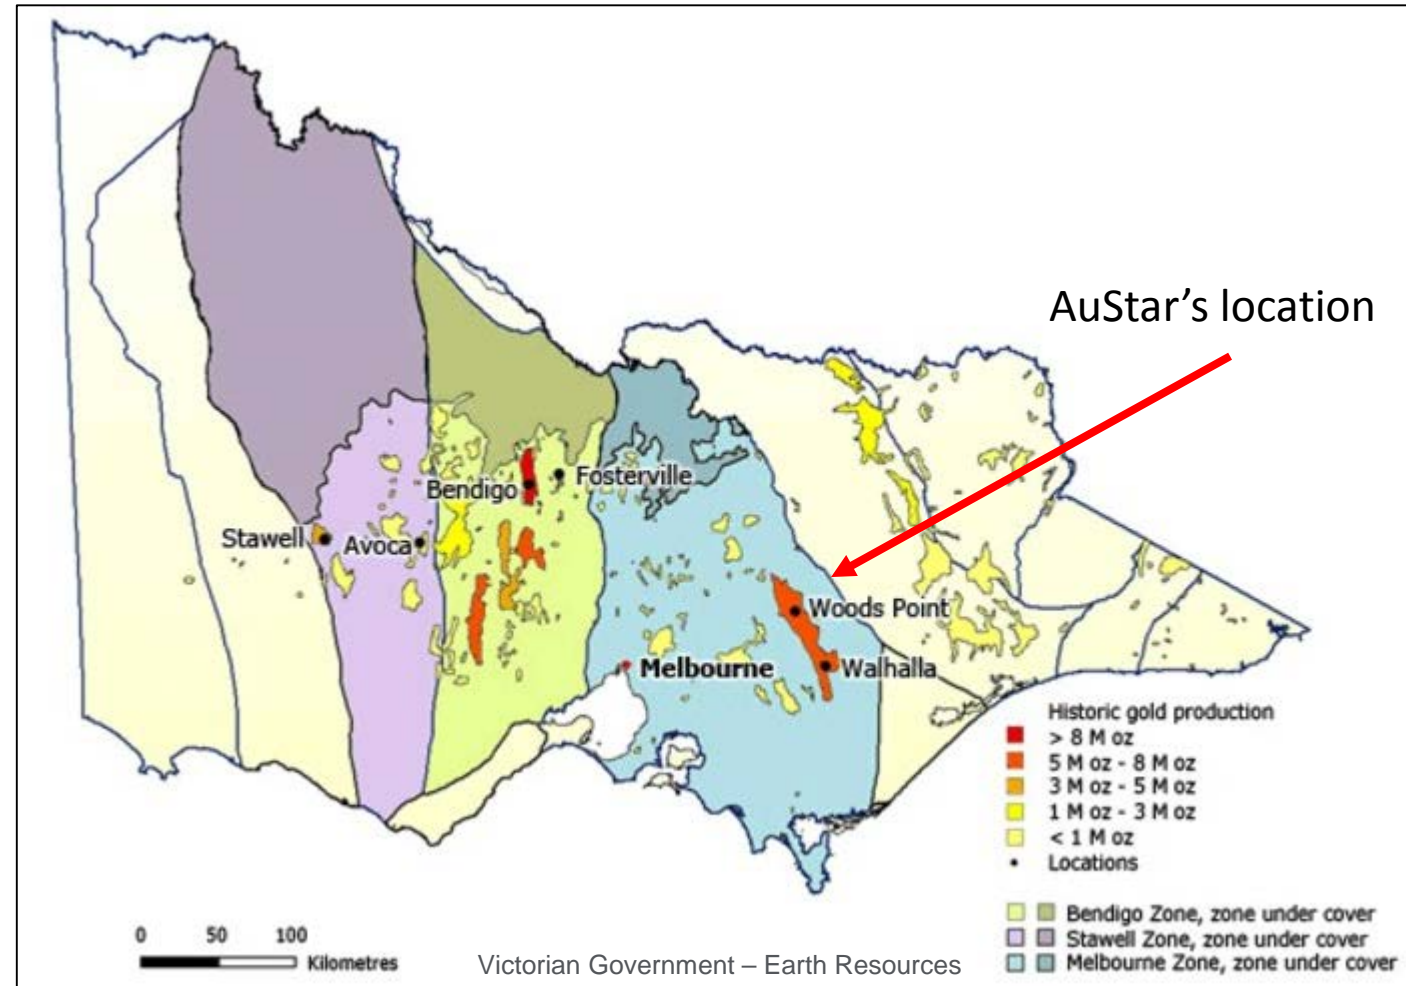 AuStar’s location
Bendigo
Fosterville
Stawell
Avoca
Woods Point
Melbourne
Walhalla
Historic gold production
> 8 M oz
5 M oz - 8 M oz
3 M oz - 5 M oz
1 M oz - 3 M oz
< 1 M oz
Locations
Bendigo Zone, zone under cover
Stawell Zone, zone under cover
Melbourne Zone, zone under cover
0 50 100
Kilometres
Victorian Government – Earth Resources